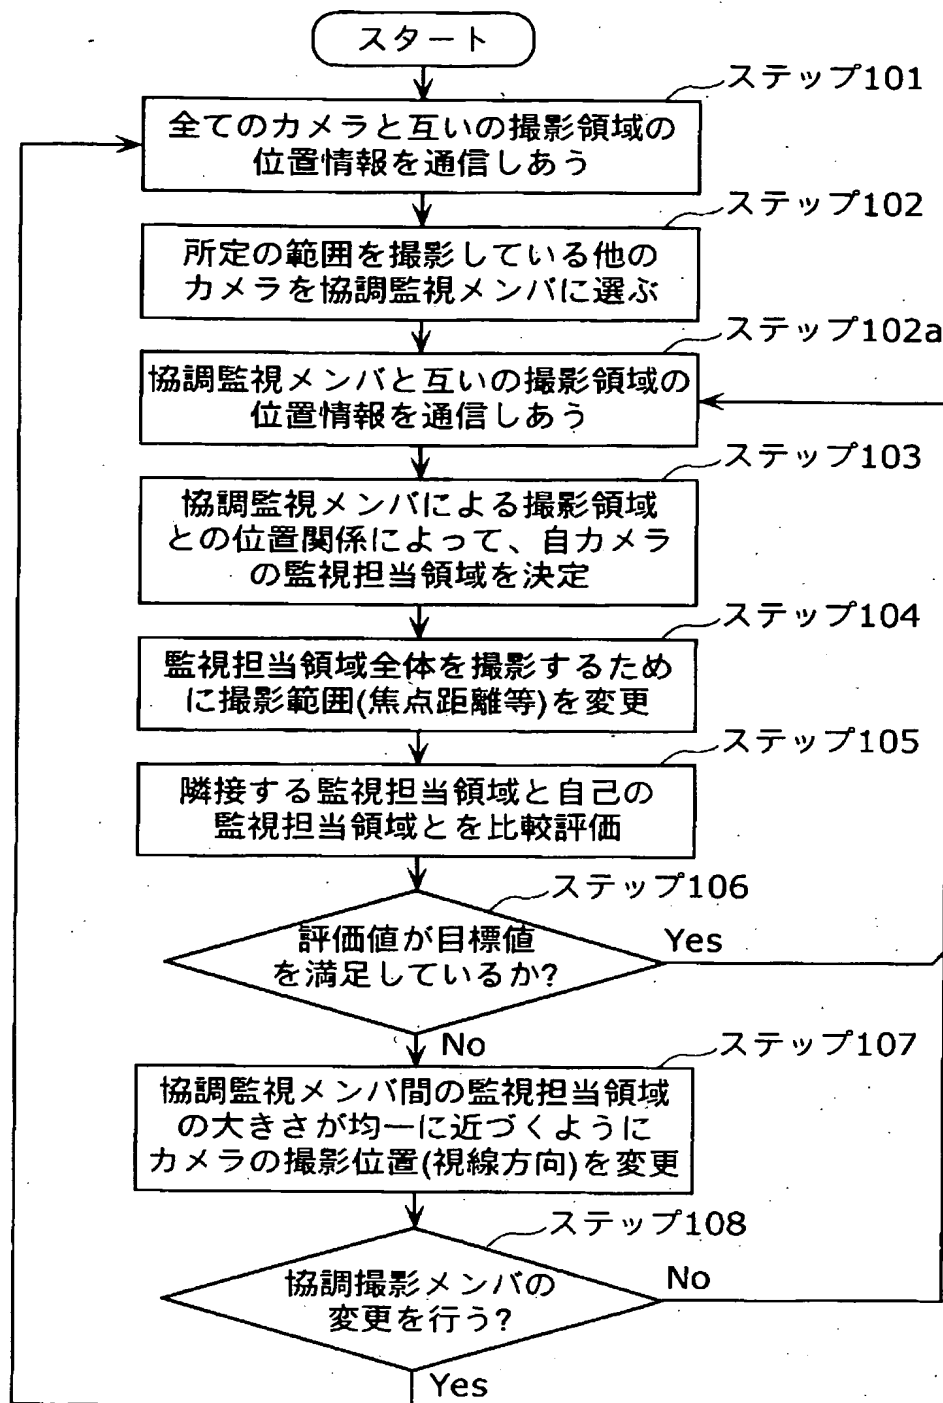 スタート
ステップ101
全てのカメラと互いの撮影領域の
位置情報を通信しあう
ステップ102
所定の範囲を撮影している他の
カメラを協調監視メンバに選ぶ
ステップ102a
協調監視メンバと互いの撮影領域の
位置情報を通信しあう
ステップ103
協調監視メンバによる撮影領域
との位置関係によって、自カメラ
の監視担当領域を決定
ステップ104
監視担当領域全体を撮影するため
に撮影範囲(焦点距離等)を変更
ステップ105
隣接する監視担当領域と自己の
監視担当領域とを比較評価
ステップ106
評価値が目標値
を満足しているか?
Yes
No
ステップ107
協調監視メンバ間の監視担当領域
の大きさが均一に近づくように
カメラの撮影位置(視線方向)を変更
ステップ108
協調撮影メンバの
変更を行う?
No
Yes